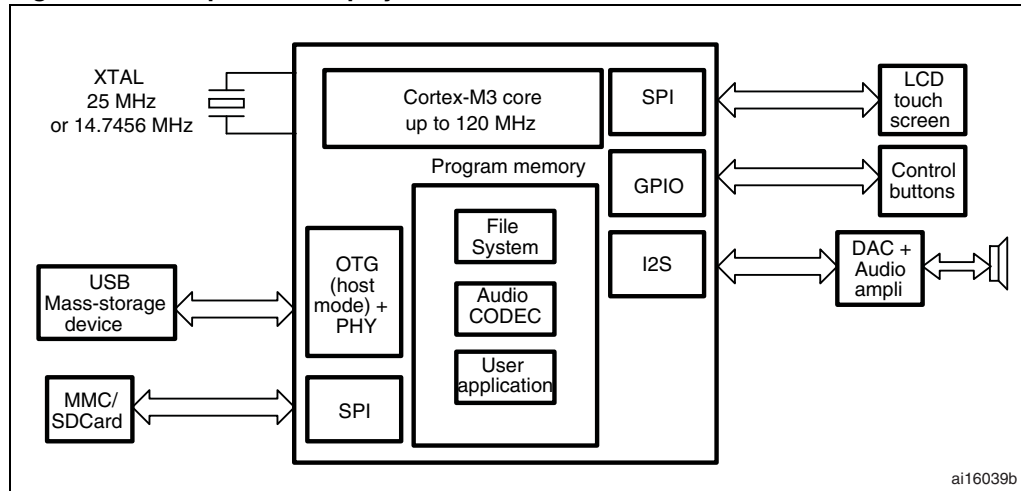 XTAL
25 MHz
or 14.7456 MHz
Cortex-M3 core
up to 120 MHz
SPI
LCD
touch
screen
Program memory
GPIO
Control
buttons
File
System
I2S
DAC +
Audio
ampli
OTG
(host
mode) +
PHY
USB
Mass-storage
device
Audio
CODEC
User
application
MMC/
SDCard
SPI
ai16039b